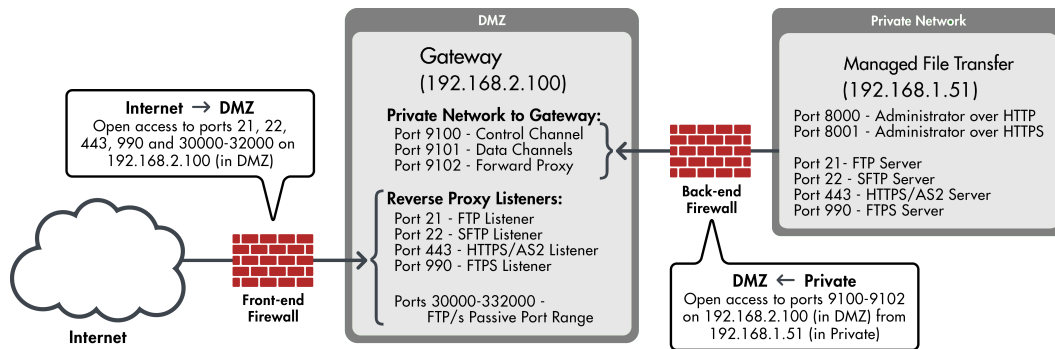 DMZ
Private Network
Gateway
(192.168.2.100)
Private Network to Gateway:
Port 9100 - Control Channel
Port 9101 - Data Channels
Port 9102 - Forward Proxy
Reverse Proxy Listeners:
Port 21 - FTP Listener
Port 22 - SFTP Listener
Port 443 - HTTPS/AS2 Listener
Port 990 - FTPS Listener
Ports 30000-332000 -
FTP/s Passive Port Range
Internet → DMZ
Open access to ports 21, 22,
443, 990 and 30000-32000 on
192.168.2.100 (in DMZ)
Internet
Front-end
Firewall
Back-end
Firewall
DMZ ← Private
Open access to ports 9100-9102
on 192.168.2.100 (in DMZ) from
192.168.1.51 (in Private)
Managed File Transfer
(192.168.1.51)
Port 8000 - Administrator over HTTP
Port 8001 - Administrator over HTTPS
Port 21- FTP Server
Port 22 - SFTP Server
Port 443 - HTTPS/AS2 Server
Port 990 - FTPS Server